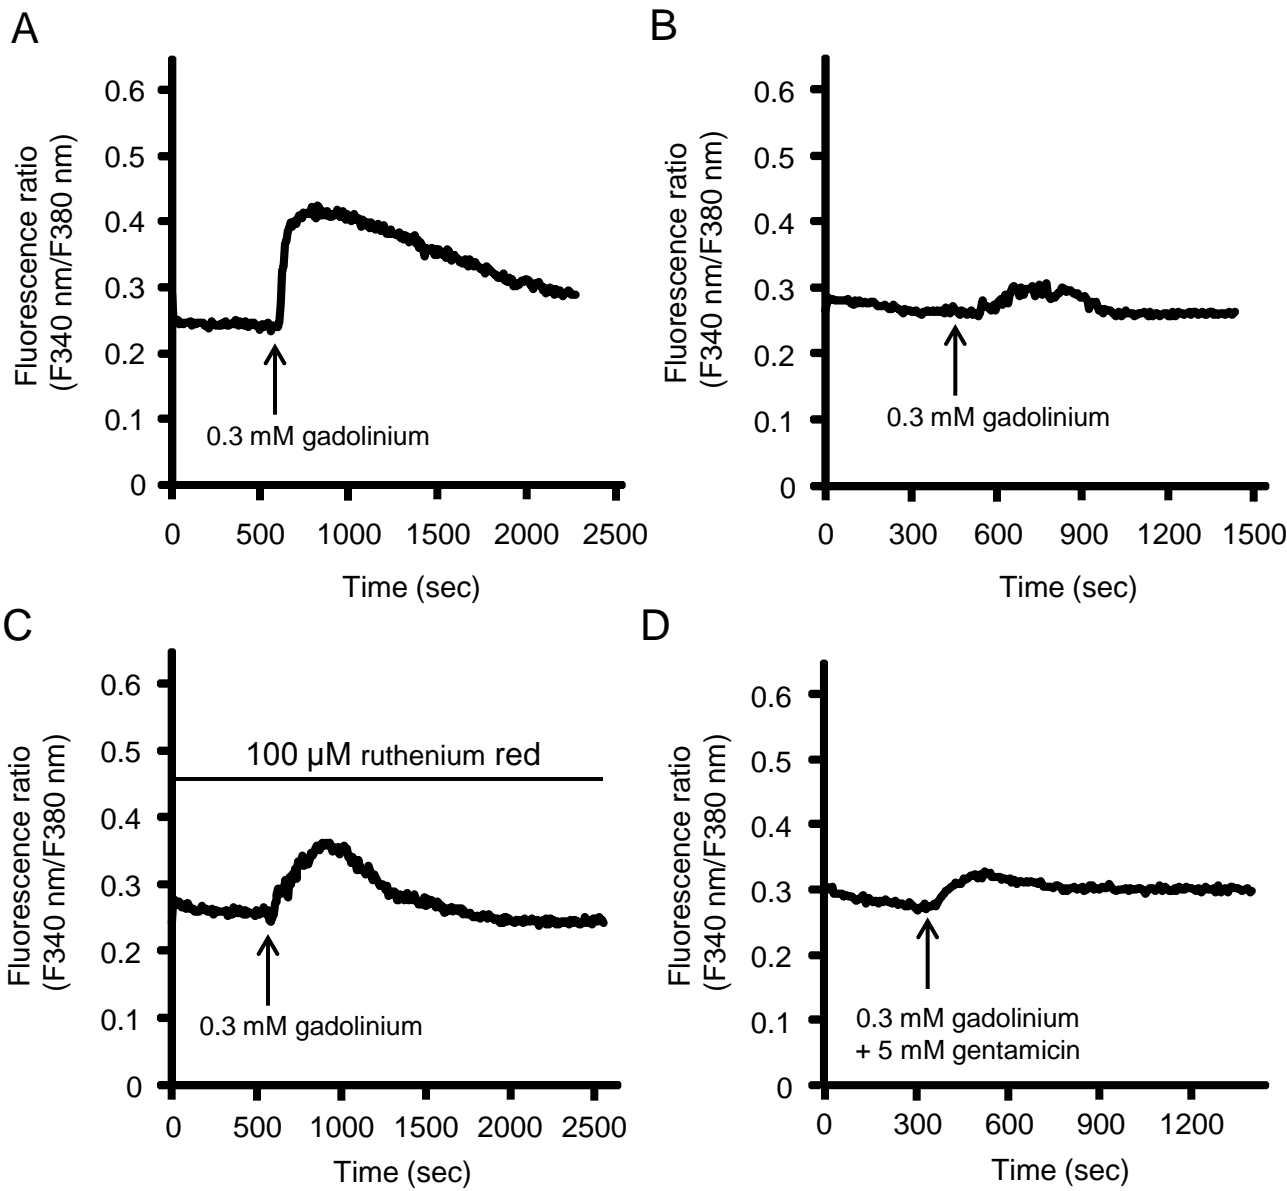 A
Fluorescence ratio
(F340 nm/F380 nm)
0.6
0.5
0.4
0.3
0.2
0.1
0
0.3 mM gadolinium
0 500 1000 1500 2000 2500
Time (sec)
B
Fluorescence ratio
(F340 nm/F380 nm)
0.6
0.5
0.4
0.3
0.2
0.1
0
0.3 mM gadolinium
0 300 600 900 1200 1500
Time (sec)
C
Fluorescence ratio
(F340 nm/F380 nm)
0.6
0.5
0.4
0.3
0.2
0.1
0
100 µM ruthenium red
0.3 mM gadolinium
0 500 1000 1500 2000 2500
Time (sec)
D
Fluorescence ratio
(F340 nm/F380 nm)
0.6
0.5
0.4
0.3
0.2
0.1
0
0.3 mM gadolinium
+ 5 mM gentamicin
0 300 600 900 1200
Time (sec)